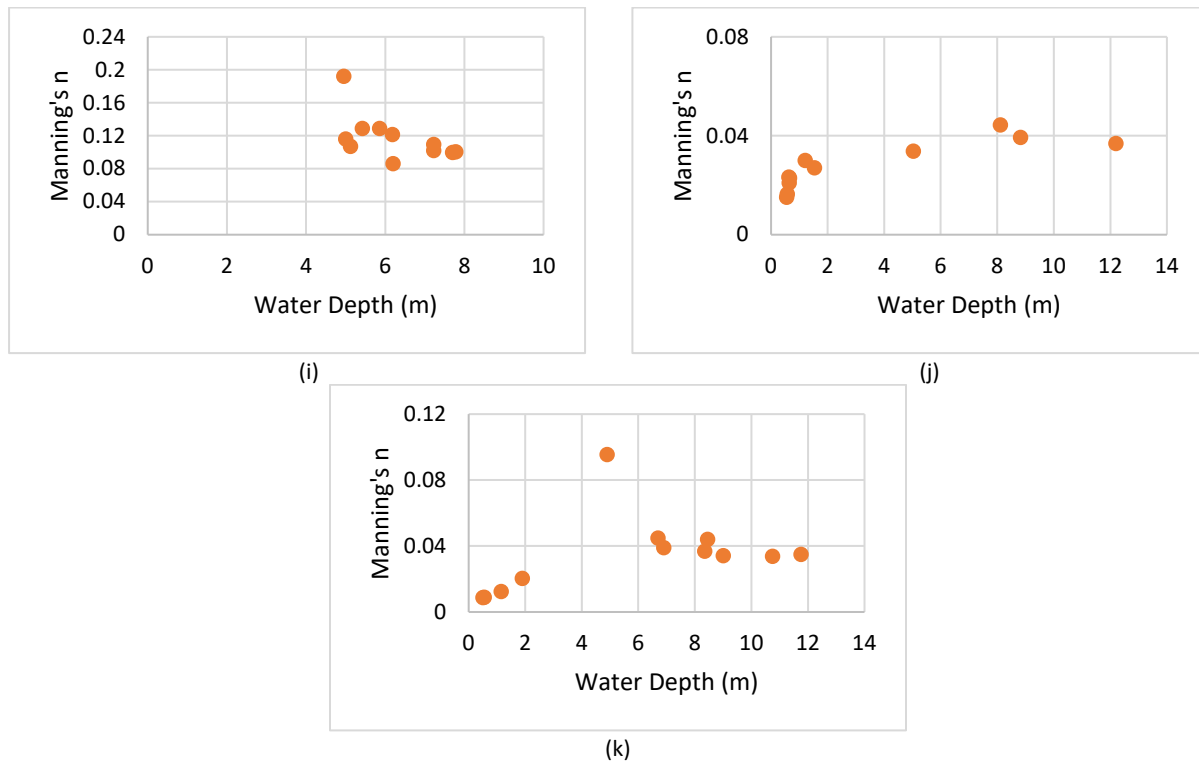 Manning's n
0.24
0.2
0.16
0.12
0.08
0.04
0
0 2 4 6 8 10
Water Depth (m)
(i)
Manning's n
0.08
0.04
0
0 2 4 6 8 10 12 14
Water Depth (m)
(j)
Manning's n
0.12
0.08
0.04
0
0 2 4 6 8 10 12 14
Water Depth (m)
(k)